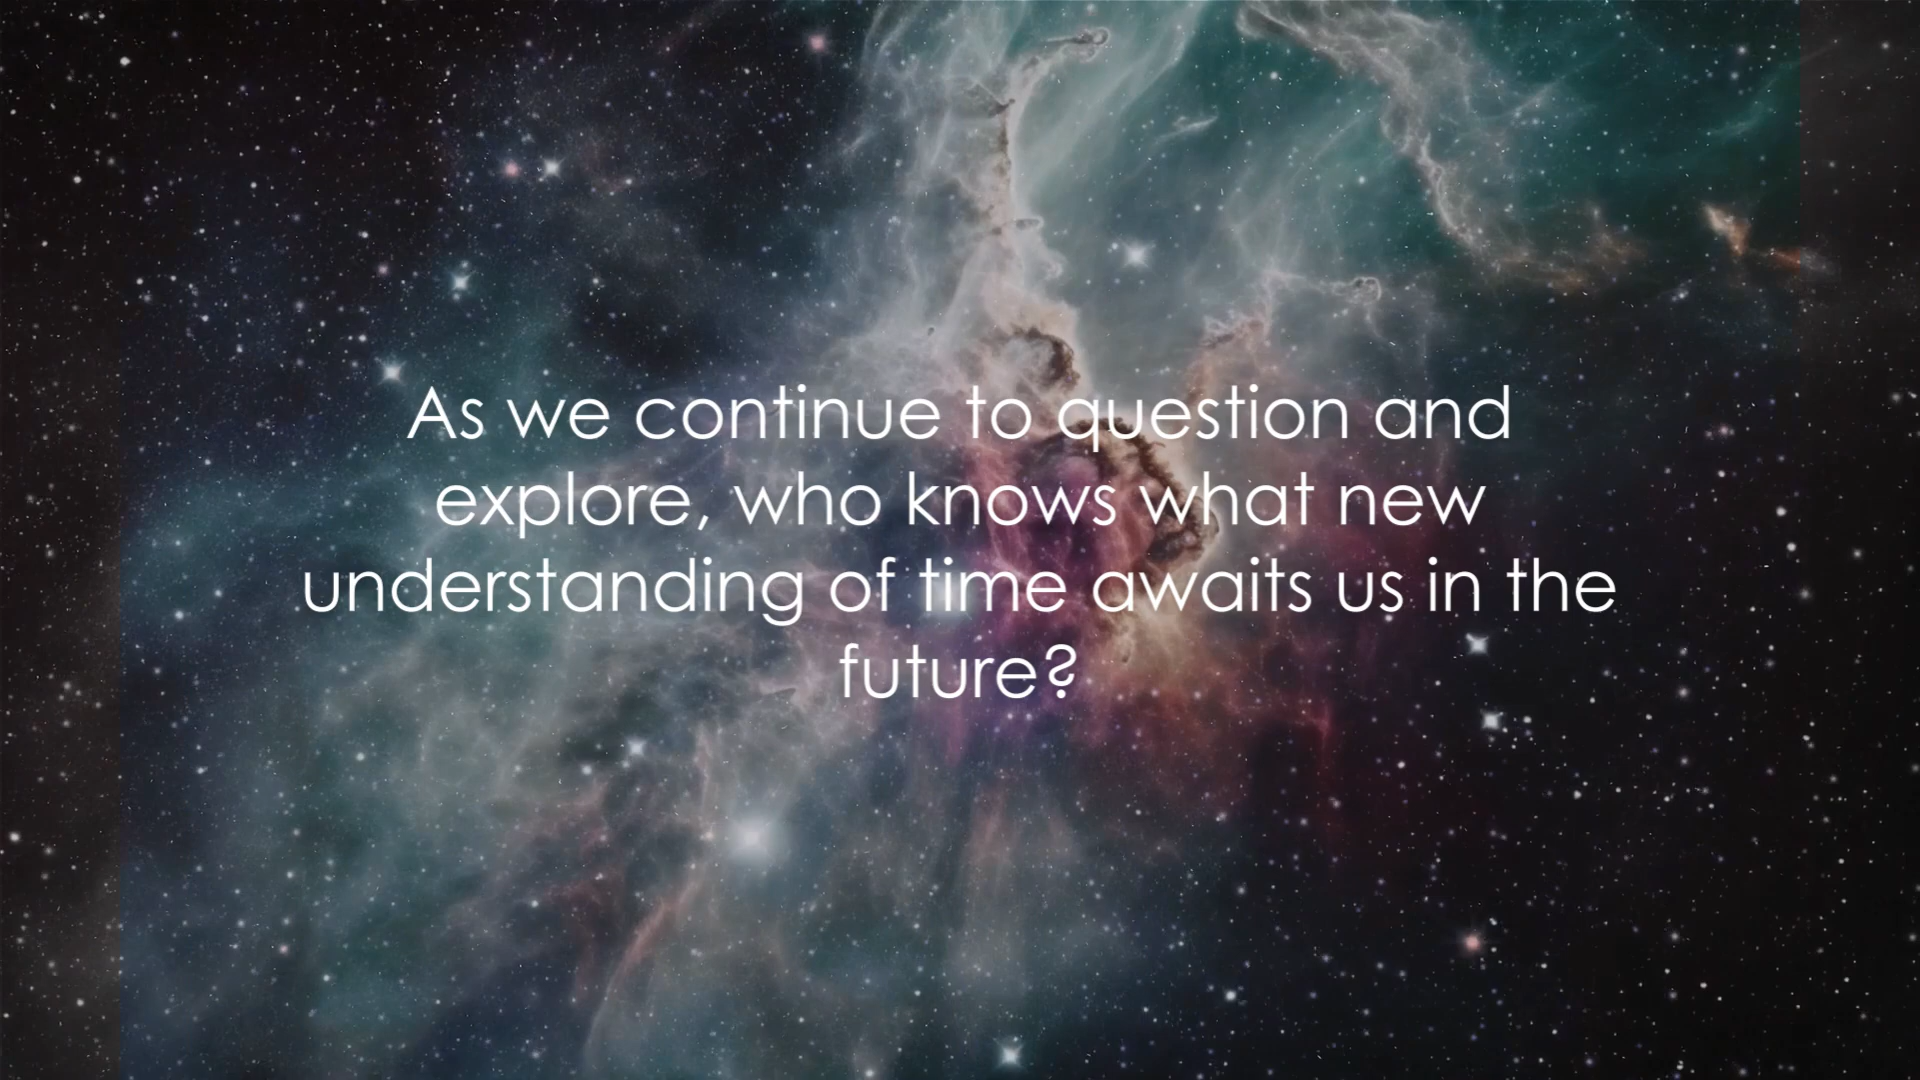 As we continue to question and
explore, who knows what new
understanding of time awaits us in the
future?